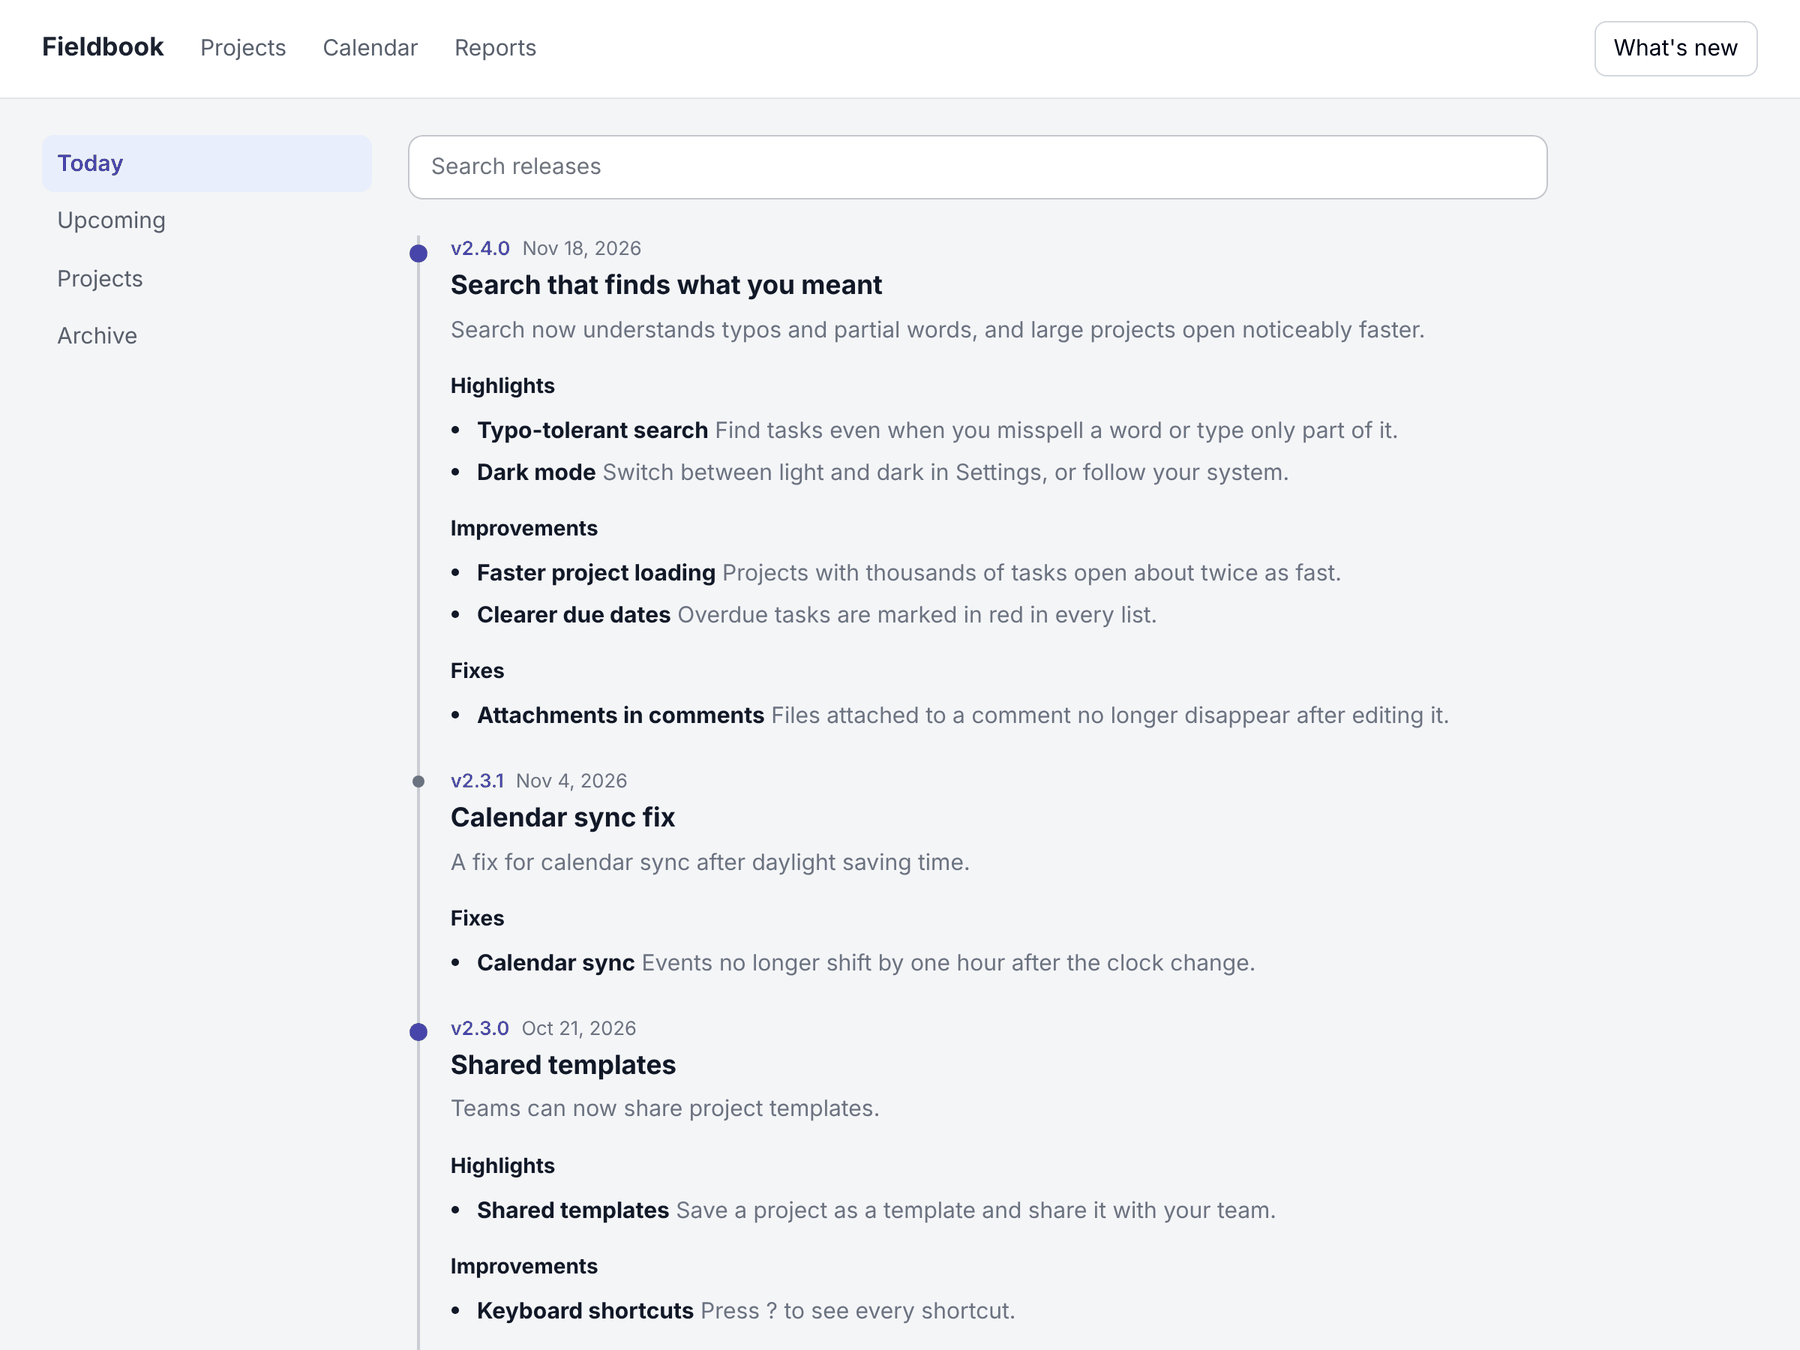 Fieldbook Projects Calendar Reports What's new
Today
Upcoming
Projects
Archive
Search releases
v2.4.0 Nov 18, 2026
Search that finds what you meant
Search now understands typos and partial words, and large projects open noticeably faster.
Highlights
• Typo-tolerant search Find tasks even when you misspell a word or type only part of it.
• Dark mode Switch between light and dark in Settings, or follow your system.
Improvements
• Faster project loading Projects with thousands of tasks open about twice as fast.
• Clearer due dates Overdue tasks are marked in red in every list.
Fixes
• Attachments in comments Files attached to a comment no longer disappear after editing it.
v2.3.1 Nov 4, 2026
Calendar sync fix
A fix for calendar sync after daylight saving time.
Fixes
• Calendar sync Events no longer shift by one hour after the clock change.
v2.3.0 Oct 21, 2026
Shared templates
Teams can now share project templates.
Highlights
• Shared templates Save a project as a template and share it with your team.
Improvements
• Keyboard shortcuts Press ? to see every shortcut.